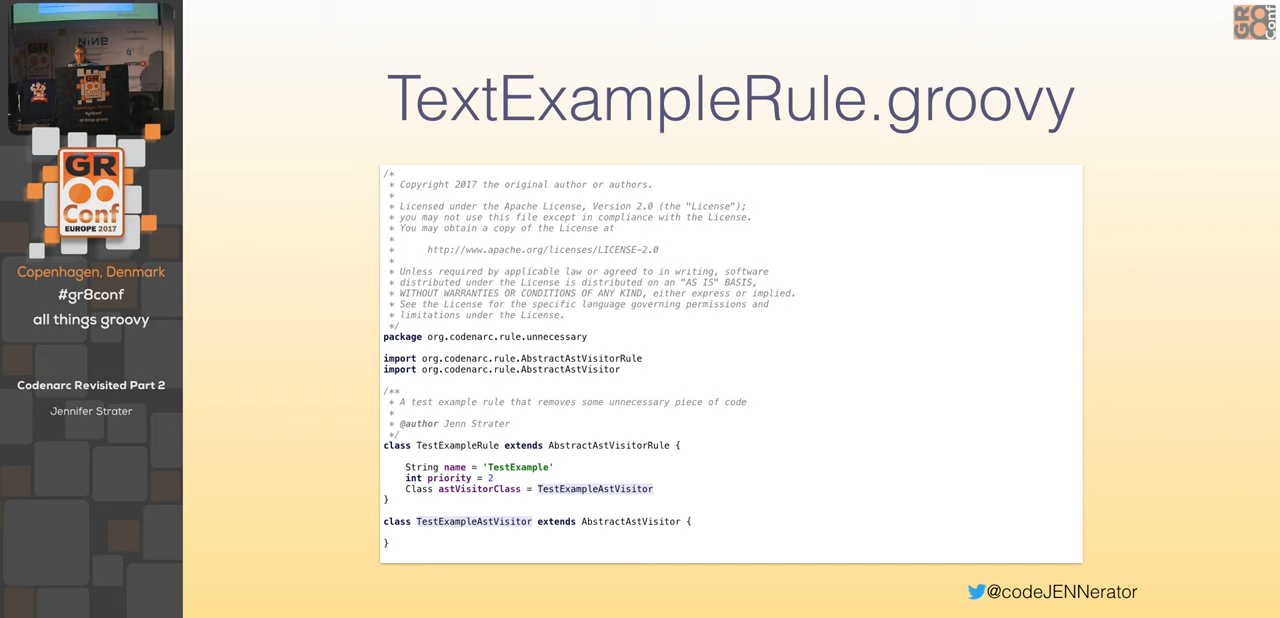 TextExampleRule.groovy
/*
 * Copyright 2017 the original author or authors.
 *
 * Licensed under the Apache License, Version 2.0 (the "License");
 * you may not use this file except in compliance with the License.
 * You may obtain a copy of the License at
 *
 *      http://www.apache.org/licenses/LICENSE-2.0
 *
 * Unless required by applicable law or agreed to in writing, software
 * distributed under the License is distributed on an "AS IS" BASIS,
 * WITHOUT WARRANTIES OR CONDITIONS OF ANY KIND, either express or implied.
 * See the License for the specific language governing permissions and
 * limitations under the License.
 */
package org.codenarc.rule.unnecessary
import org.codenarc.rule.AbstractAstVisitorRule
import org.codenarc.rule.AbstractAstVisitor
/**
 * A test example rule that removes some unnecessary piece of code
 *
 * @author Jenn Strater
 */
class TestExampleRule extends AbstractAstVisitorRule {
    String name = 'TestExample'
    int priority = 2
    Class astVisitorClass = TestExampleAstVisitor
}
class TestExampleAstVisitor extends AbstractAstVisitor {
}
@codeJENNerator
GR8Conf
GR
Conf
EUROPE 2017
Copenhagen, Denmark
#gr8conf
all things groovy
Codenarc Revisited Part 2
Jennifer Strater